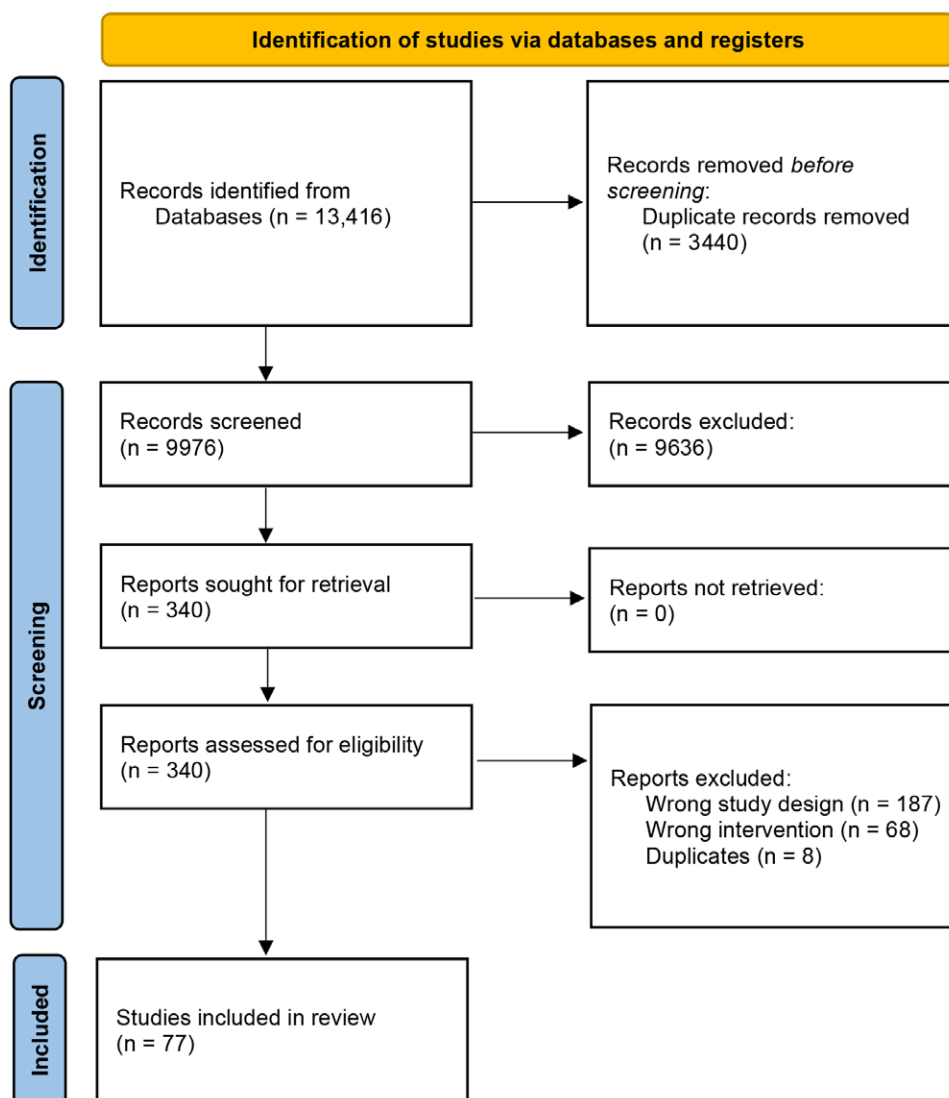 Identification of studies via databases and registers
Identification
Records identified from
Databases (n = 13,416)
Records removed before
screening:
Duplicate records removed
(n = 3440)
Screening
Records screened
(n = 9976)
Records excluded:
(n = 9636)
Reports sought for retrieval
(n = 340)
Reports not retrieved:
(n = 0)
Reports assessed for eligibility
(n = 340)
Reports excluded:
Wrong study design (n = 187)
Wrong intervention (n = 68)
Duplicates (n = 8)
Included
Studies included in review
(n = 77)